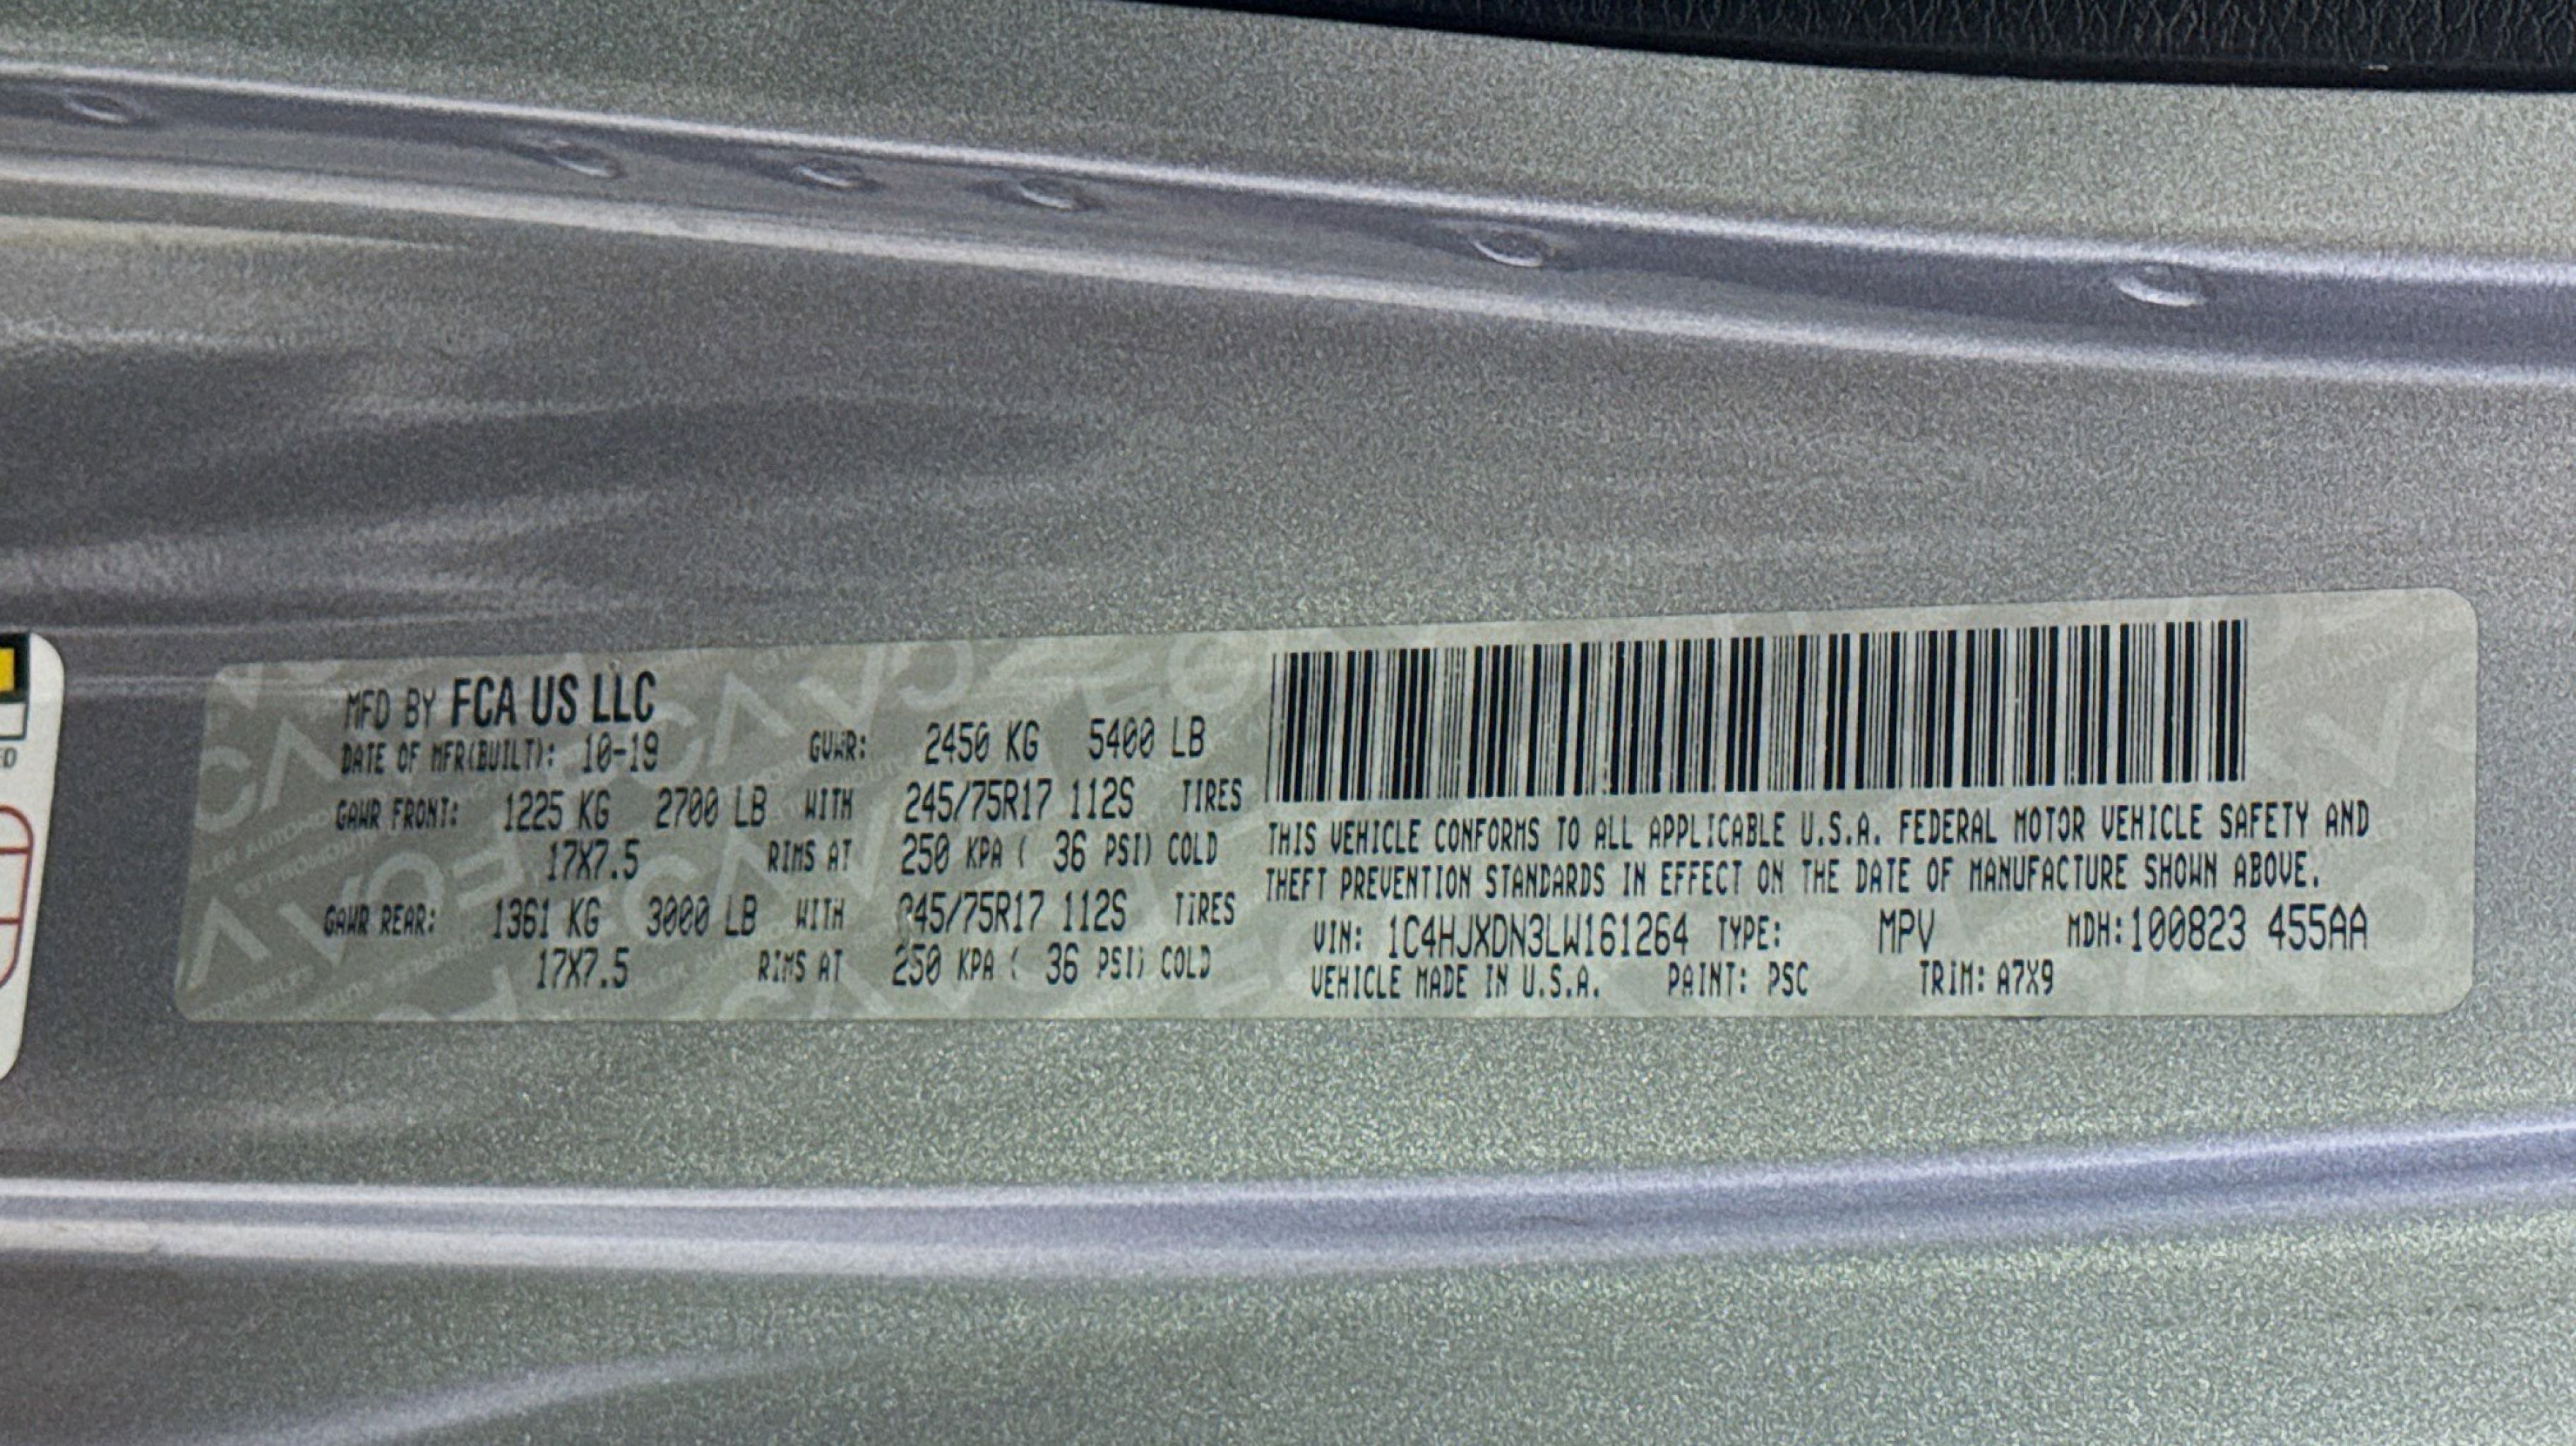 MFD BY FCA US LLC
DATE OF MFR(BUILT): 10-19 GVWR: 2450 KG 5400 LB
GAWR FRONT: 1225 KG 2700 LB WITH 245/75R17 112S TIRES
17X7.5 RIMS AT 250 KPA ( 36 PSI) COLD
GAWR REAR: 1361 KG 3000 LB WITH 245/75R17 112S TIRES
17X7.5 RIMS AT 250 KPA ( 36 PSI) COLD
THIS VEHICLE CONFORMS TO ALL APPLICABLE U.S.A. FEDERAL MOTOR VEHICLE SAFETY AND
THEFT PREVENTION STANDARDS IN EFFECT ON THE DATE OF MANUFACTURE SHOWN ABOVE.
VIN: 1C4HJXDN3LW161264 TYPE: MPV MDH:100823 455AA
VEHICLE MADE IN U.S.A. PAINT: PSC TRIM: A7X9